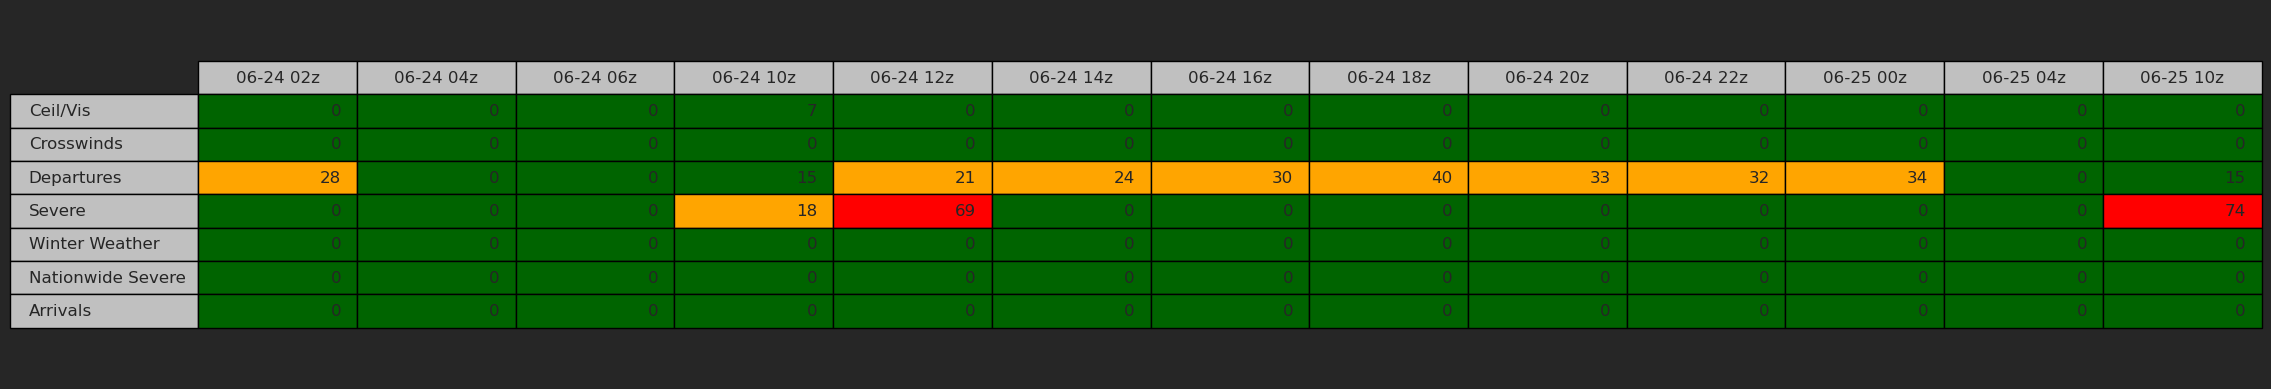 06-24 02z 06-24 04z 06-24 06z 06-24 10z 06-24 12z 06-24 14z 06-24 16z 06-24 18z 06-24 20z 06-24 22z 06-25 00z 06-25 04z 06-25 10z
Ceil/Vis 0 0 0 7 0 0 0 0 0 0 0 0 0
Crosswinds 0 0 0 0 0 0 0 0 0 0 0 0 0
Departures 28 0 0 15 21 24 30 40 33 32 34 0 15
Severe 0 0 0 18 69 0 0 0 0 0 0 0 74
Winter Weather 0 0 0 0 0 0 0 0 0 0 0 0 0
Nationwide Severe 0 0 0 0 0 0 0 0 0 0 0 0 0
Arrivals 0 0 0 0 0 0 0 0 0 0 0 0 0